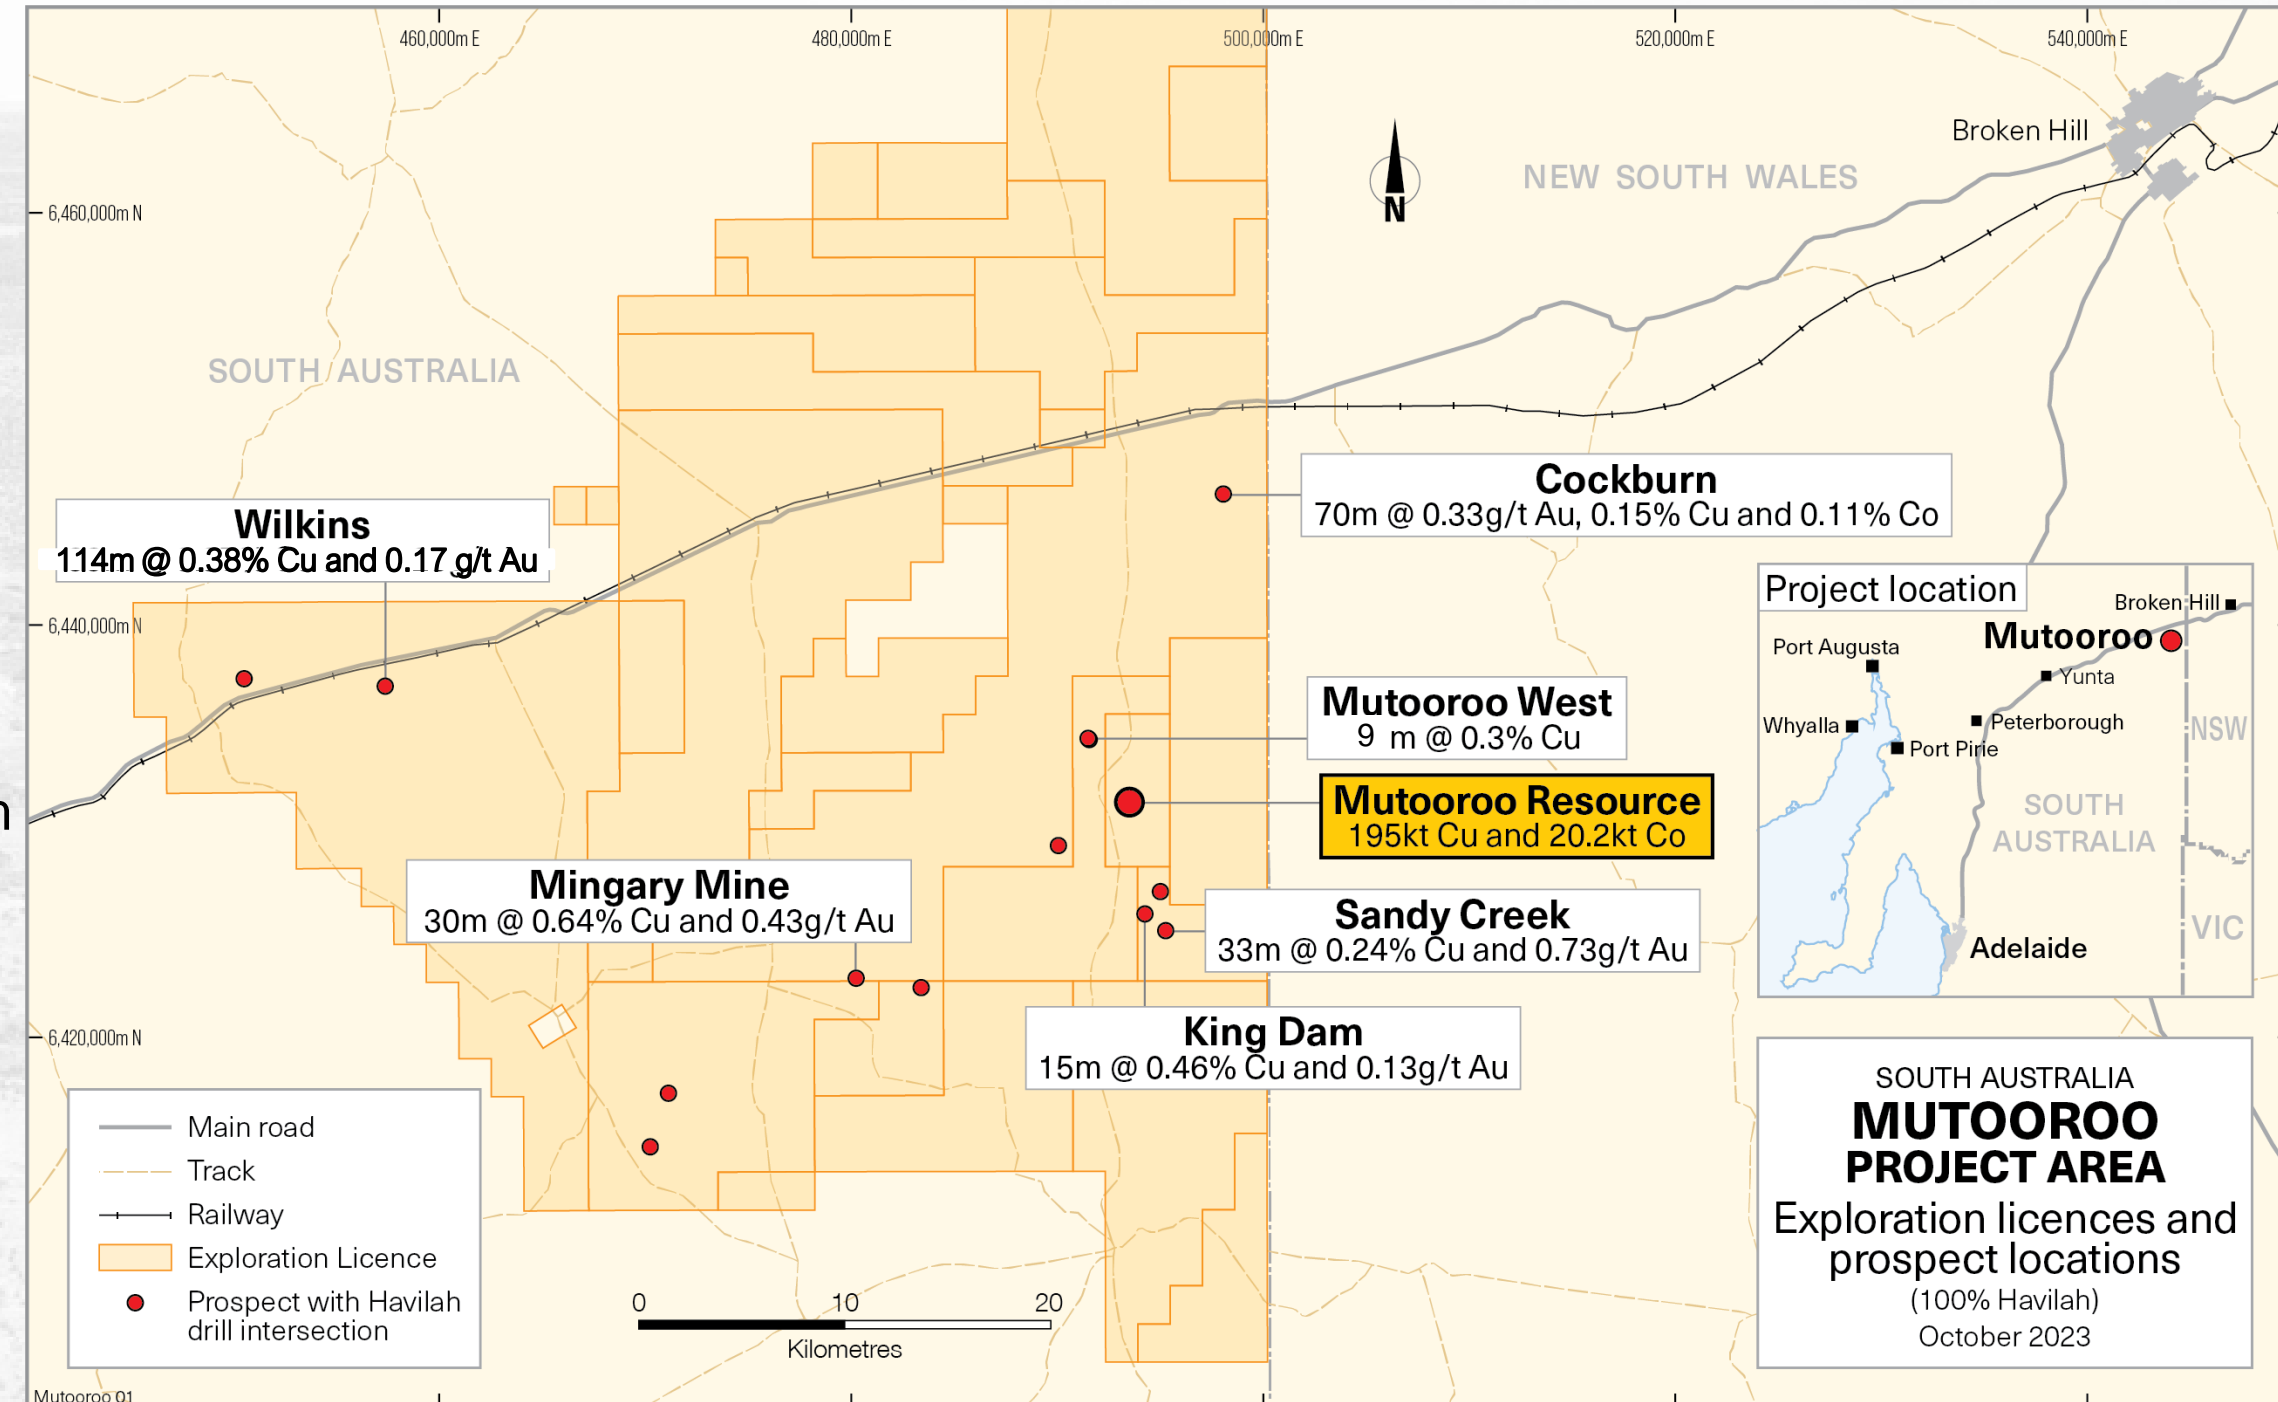 460,000m E
480,000m E
500,000m E
520,000m E
540,000m E
Broken Hill
NEW SOUTH WALES
N
6,460,000m N
SOUTH AUSTRALIA
Cockburn
70m @ 0.33g/t Au, 0.15% Cu and 0.11% Co
Wilkins
114m @ 0.38% Cu and 0.17 g/t Au
6,440,000m N
Project location
Broken Hill
Mutooroo
Port Augusta
Yunta
Whyalla
Peterborough
NSW
Port Pirie
SOUTH
AUSTRALIA
VIC
Adelaide
Mutooroo West
9 m @ 0.3% Cu
Mutooroo Resource
195kt Cu and 20.2kt Co
Mingary Mine
30m @ 0.64% Cu and 0.43g/t Au
Sandy Creek
33m @ 0.24% Cu and 0.73g/t Au
King Dam
15m @ 0.46% Cu and 0.13g/t Au
6,420,000m N
Main road
Track
Railway
Exploration Licence
Prospect with Havilah
drill intersection
0 10 20
Kilometres
SOUTH AUSTRALIA
MUTOOROO
PROJECT AREA
Exploration licences and
prospect locations
(100% Havilah)
October 2023
Mutooroo 01